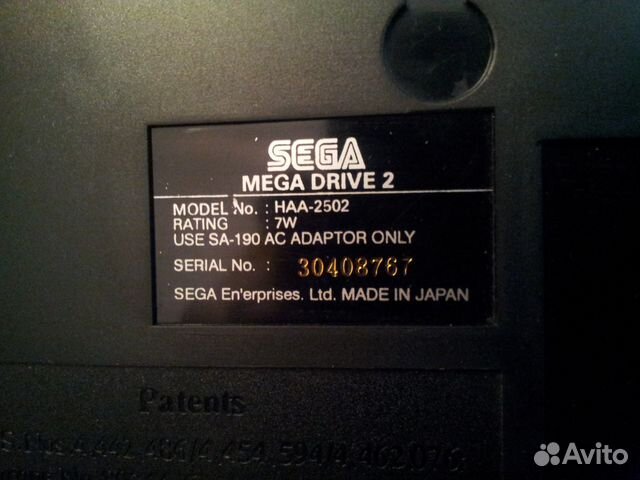 SEGA
MEGA DRIVE 2
MODEL No. : HAA-2502
RATING : 7W
USE SA-190 AC ADAPTOR ONLY
SERIAL No. : 30408767
SEGA En'erprises. Ltd. MADE IN JAPAN
Patents
Avito